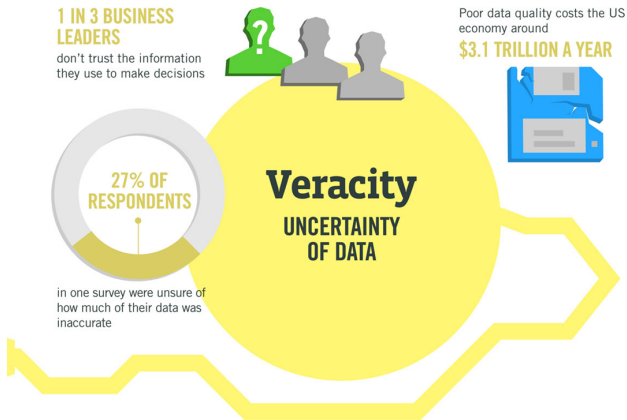 1 IN 3 BUSINESS
LEADERS
don't trust the information
they use to make decisions
?
Poor data quality costs the US
economy around
$3.1 TRILLION A YEAR
27% OF
RESPONDENTS
in one survey were unsure of
how much of their data was
inaccurate
Veracity
UNCERTAINTY
OF DATA